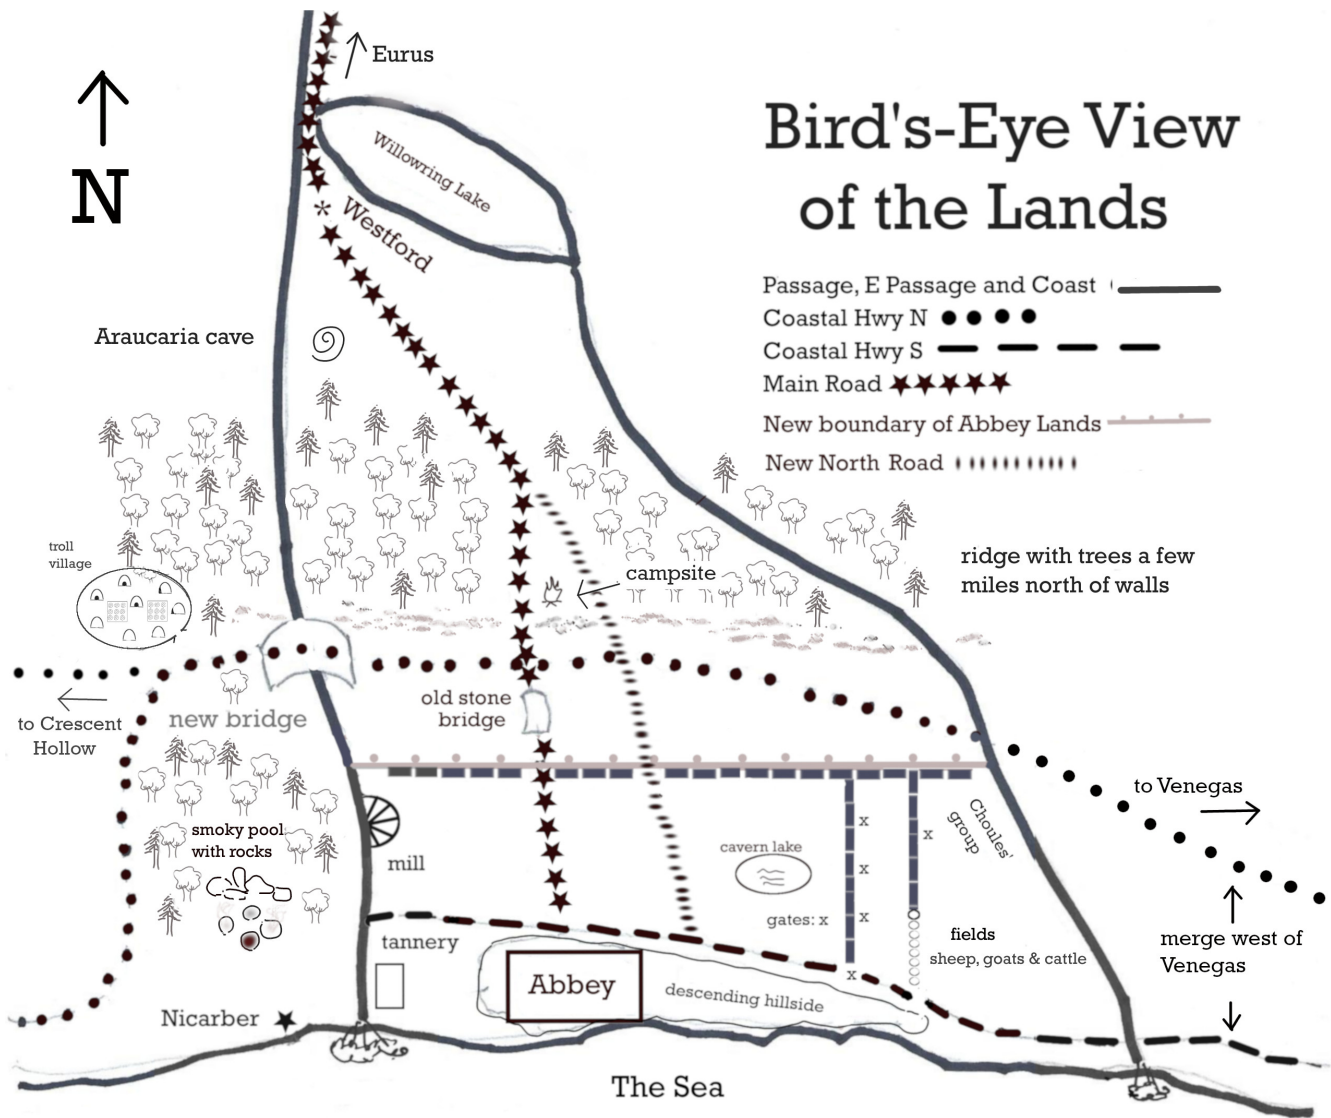 Eurus
N
Bird's-Eye View
of the Lands
Willowring Lake
Westford
Passage, E Passage and Coast
Coastal Hwy N
Coastal Hwy S
Main Road
New boundary of Abbey Lands
New North Road
Araucaria cave
troll
village
campsite
ridge with trees a few
miles north of walls
to Crescent
Hollow
new bridge
old stone
bridge
to Venegas
smoky pool
with rocks
mill
cavern lake
x
x
x
x
x
gates: x
Choules'
group
tannery
fields
sheep, goats & cattle
merge west of
Venegas
Abbey
descending hillside
Nicarber
The Sea